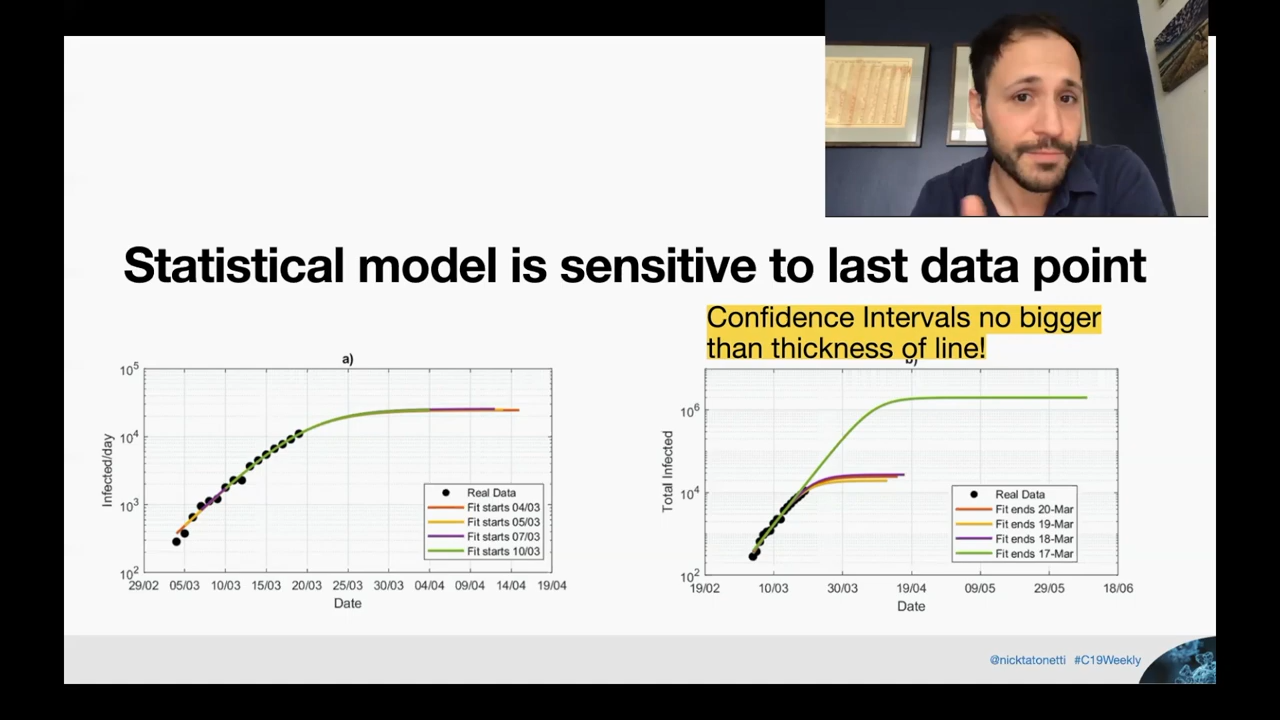 Statistical model is sensitive to last data point
Confidence Intervals no bigger
than thickness of line!
a)
10^5
10^4
10^3
10^2
Infected/day
Real Data
Fit starts 04/03
Fit starts 05/03
Fit starts 07/03
Fit starts 10/03
29/02 05/03 10/03 15/03 20/03 25/03 30/03 04/04 09/04 14/04 19/04
Date
10^6
10^4
10^2
Total Infected
Real Data
Fit ends 20-Mar
Fit ends 19-Mar
Fit ends 18-Mar
Fit ends 17-Mar
19/02 10/03 30/03 19/04 09/05 29/05 18/06
Date
@nicktatonetti #C19Weekly